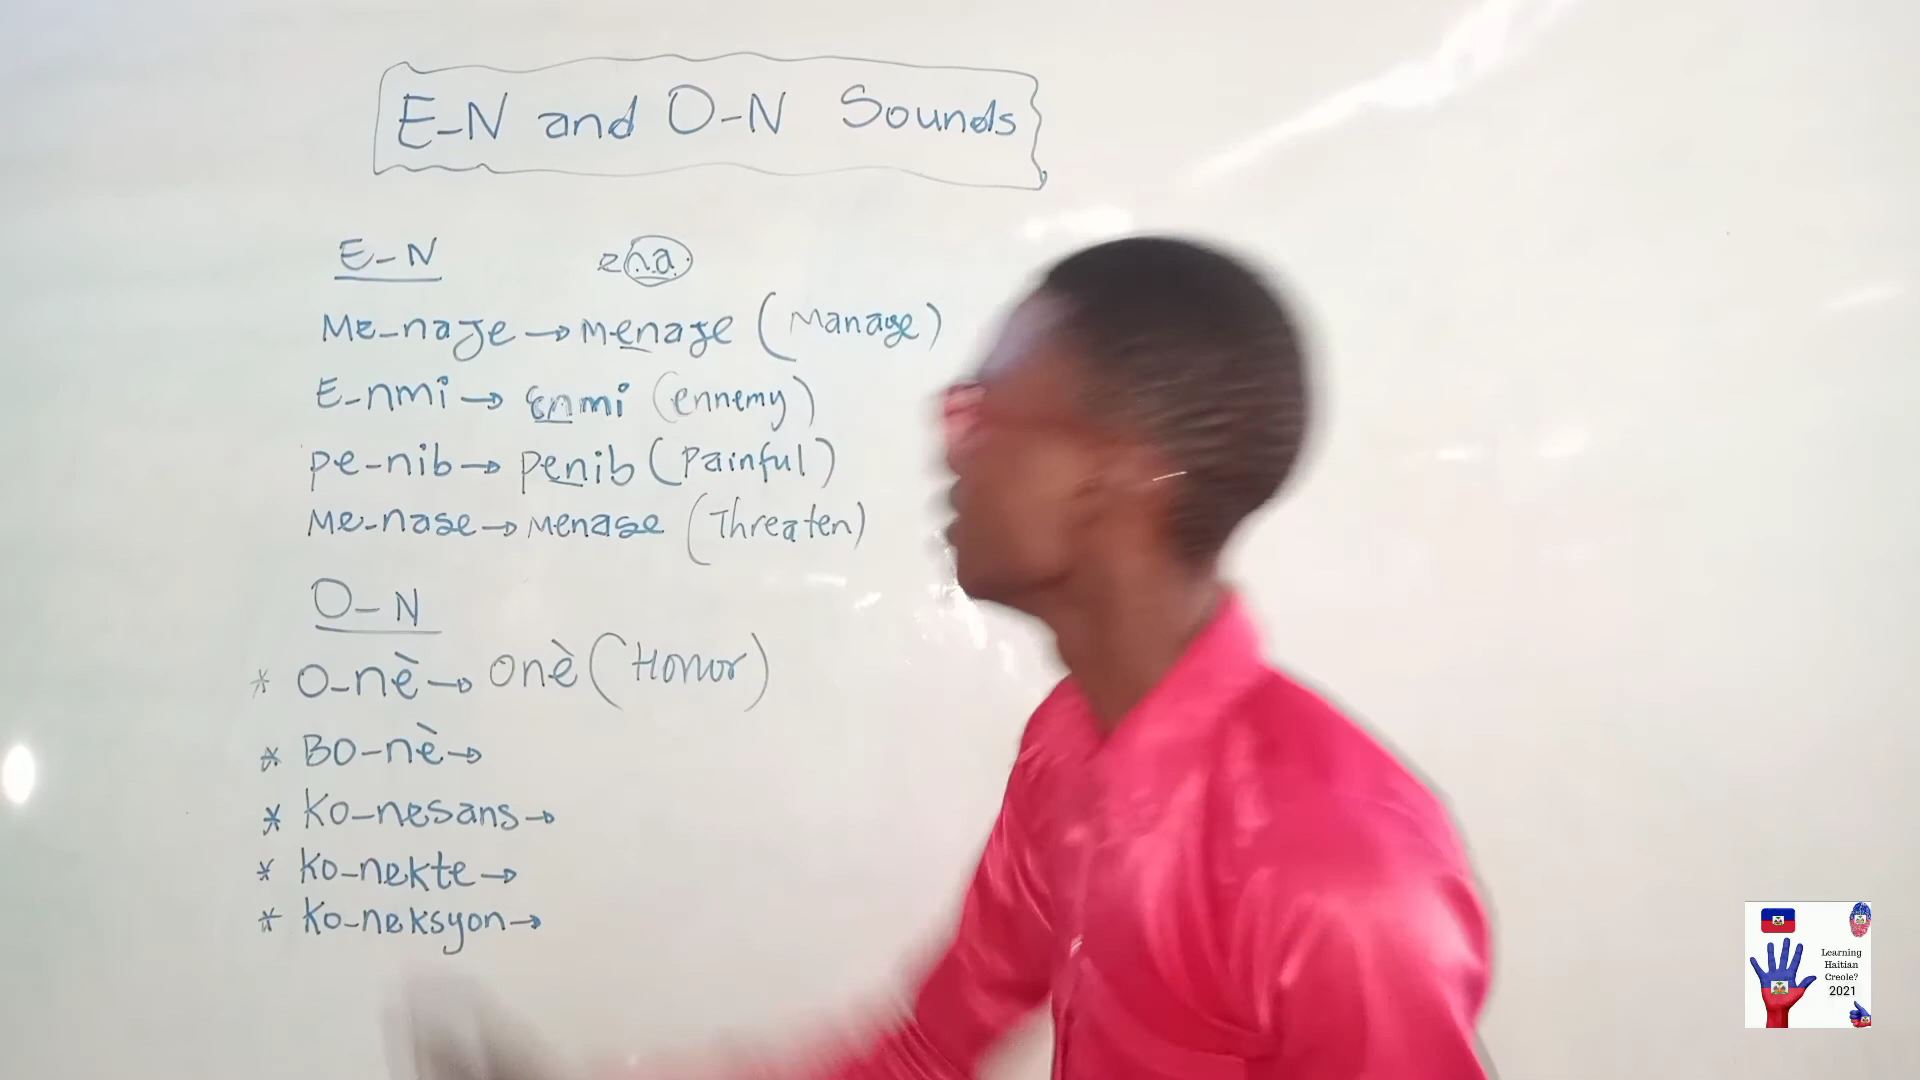 E-N and O-N Sounds
E-N
Me-naje → menaje (Manage)
E-nmi → enmi (ennemy)
pe-nib → penib (Painful)
Me-nase → Menase (Threaten)
O-N
* O-nè → Onè (Honor)
* Bo-nè →
* Ko-nesans →
* Ko-nekte →
* Ko-neksyon →
Learning
Haitian
Creole?
2021